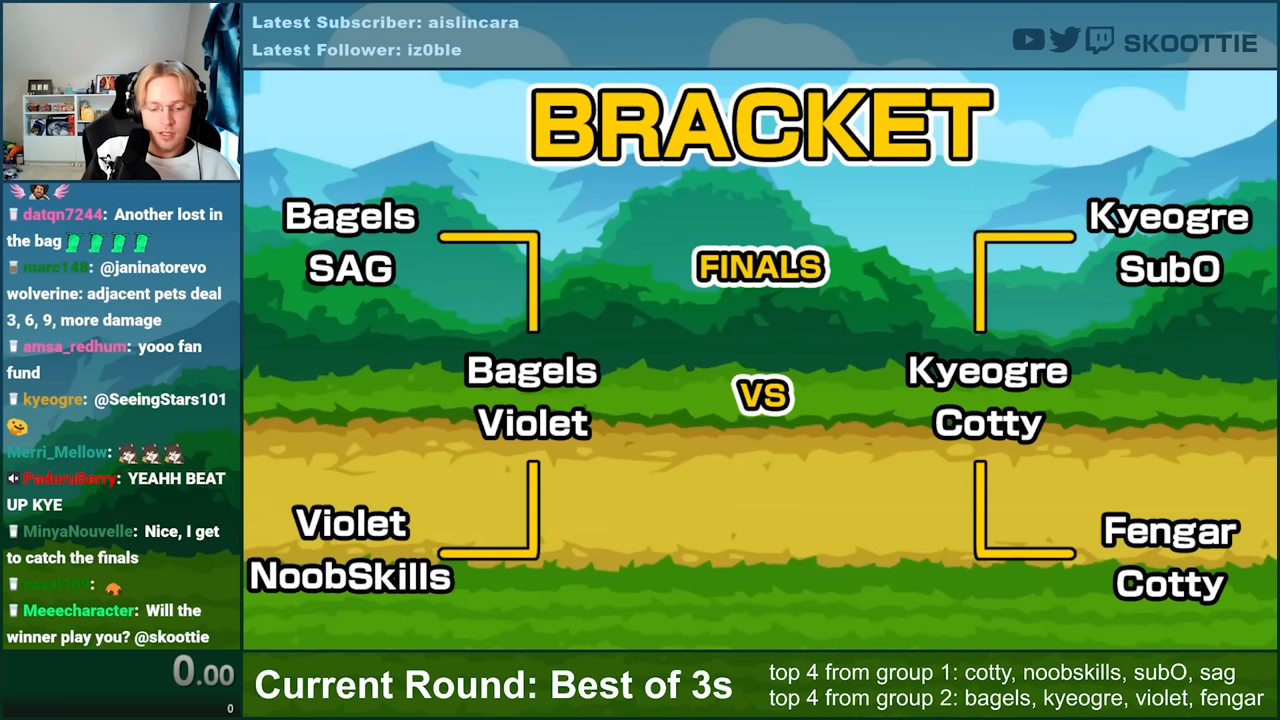 Latest Subscriber: aislincara
Latest Follower: iz0ble
SKOOTTIE
BRACKET
Bagels
SAG
Kyeogre
SubO
FINALS
Bagels
Violet
VS
Kyeogre
Cotty
Violet
NoobSkills
Fengar
Cotty
datqn7244: Another lost in
the bag
marc148: @janinatorevo
wolverine: adjacent pets deal
3, 6, 9, more damage
amsa_redhum: yooo fan
fund
kyeogre: @SeeingStars101
Merri_Mellow:
PadoruBarry: YEAHH BEAT
UP KYE
MinyaNouvelle: Nice, I get
to catch the finals
Meeecharacter: Will the
winner play you? @skoottie
0.00
0
Current Round: Best of 3s
top 4 from group 1: cotty, noobskills, subO, sag
top 4 from group 2: bagels, kyeogre, violet, fengar